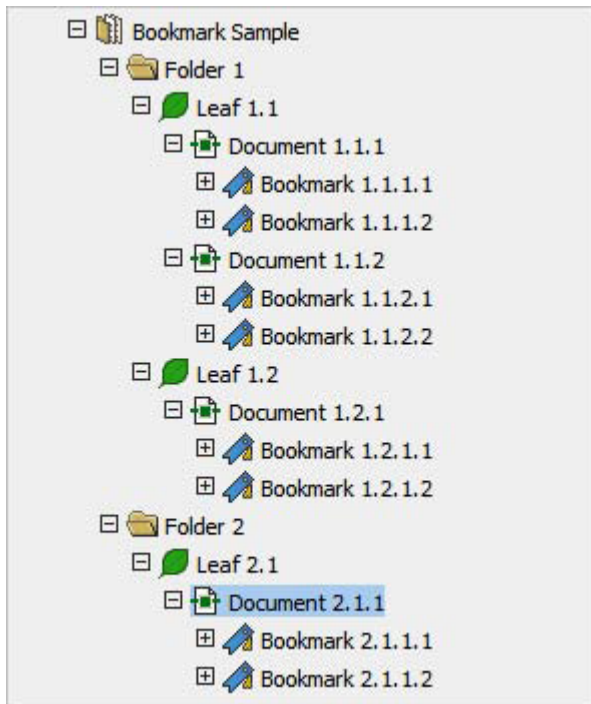 Bookmark Sample
Folder 1
Leaf 1.1
Document 1.1.1
Bookmark 1.1.1.1
Bookmark 1.1.1.2
Document 1.1.2
Bookmark 1.1.2.1
Bookmark 1.1.2.2
Leaf 1.2
Document 1.2.1
Bookmark 1.2.1.1
Bookmark 1.2.1.2
Folder 2
Leaf 2.1
Document 2.1.1
Bookmark 2.1.1.1
Bookmark 2.1.1.2